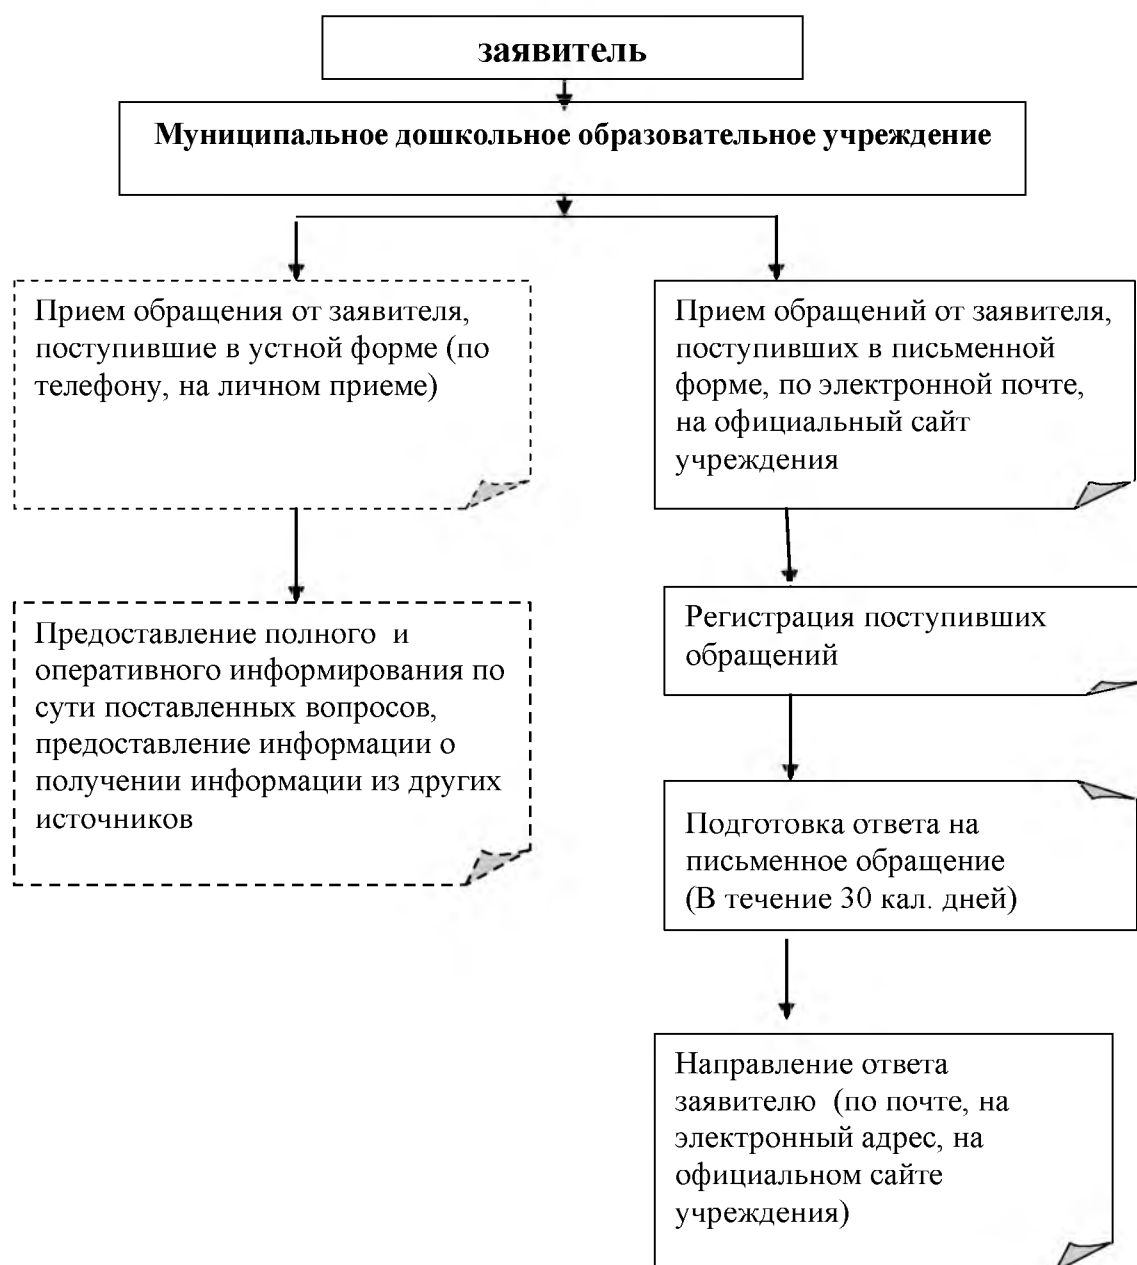 заявитель
Муниципальное дошкольное образовательное учреждение
Прием обращения от заявителя,
поступившие в устной форме (по
телефону, на личном приеме)
Прием обращений от заявителя,
поступивших в письменной
форме, по электронной почте,
на официальный сайт
учреждения
Предоставление полного и
оперативного информирования по
сути поставленных вопросов,
предоставление информации о
получении информации из других
источников
Регистрация поступивших
обращений
Подготовка ответа на
письменное обращение
(В течение 30 кал. дней)
Направление ответа
заявителю (по почте, на
электронный адрес, на
официальном сайте
учреждения)